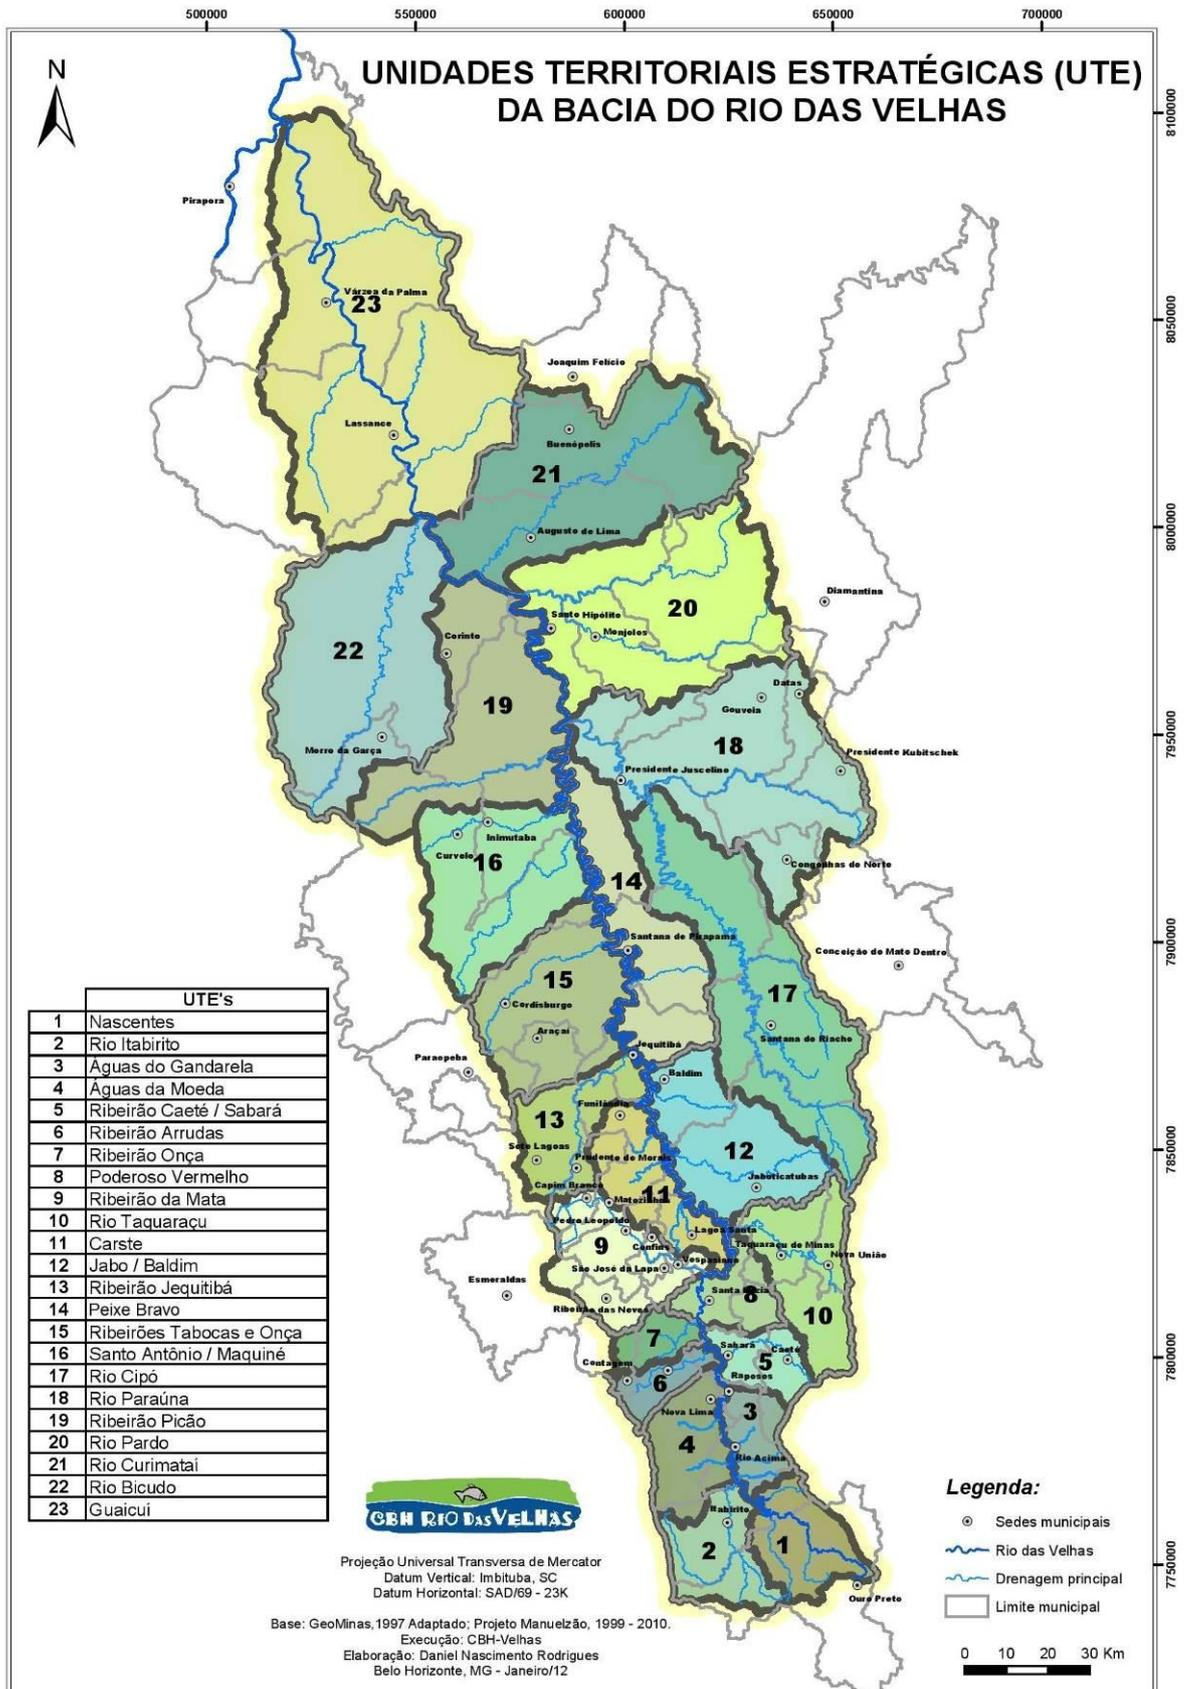 500000 550000 600000 650000 700000
N
UNIDADES TERRITORIAIS ESTRATÉGICAS (UTE)
DA BACIA DO RIO DAS VELHAS
8100000
Pirapora
Várzea da Palma
23
8050000
Joaquim Felício
Lassance
Buenópolis
21
Augusto de Lima
8000000
Diamantina
20
Santo Hipólito
Monjolos
Corinto
22
19
Datas
Gouveia
18
7950000
Morro da Garça
Presidente Kubitschek
Presidente Juscelino
Inimutaba
Curvelo
16
Congonhas do Norte
14
Santana de Pirapama
7900000
Conceição do Mato Dentro
15
17
Cordisburgo
Araçaí
Santana do Riacho
Jequitibá
Paraopeba
Baldim
Funilândia
13
12
7850000
Sete Lagoas
Prudente de Morais
Jaboticatubas
Capim Branco
11
Matozinhos
Pedro Leopoldo
Lagoa Santa
9
Confins
Taquaraçu de Minas
Nova União
Vespasiano
São José da Lapa
Esmeraldas
Santa Luzia
8
Ribeirão das Neves
10
7
Sabará
Caeté
5
7800000
Contagem
6
Raposos
Nova Lima
3
4
Rio Acima
Itabirito
1
2
7750000
Ouro Preto
UTE's
1 Nascentes
2 Rio Itabirito
3 Águas do Gandarela
4 Águas da Moeda
5 Ribeirão Caeté / Sabará
6 Ribeirão Arrudas
7 Ribeirão Onça
8 Poderoso Vermelho
9 Ribeirão da Mata
10 Rio Taquaraçu
11 Carste
12 Jabo / Baldim
13 Ribeirão Jequitibá
14 Peixe Bravo
15 Ribeirões Tabocas e Onça
16 Santo Antônio / Maquiné
17 Rio Cipó
18 Rio Paraúna
19 Ribeirão Picão
20 Rio Pardo
21 Rio Curimataí
22 Rio Bicudo
23 Guaicuí
CBH RIO DAS VELHAS
Projeção Universal Transversa de Mercator
Datum Vertical: Imbituba, SC
Datum Horizontal: SAD/69 - 23K
Base: GeoMinas,1997 Adaptado; Projeto Manuelzão, 1999 - 2010.
Execução: CBH-Velhas
Elaboração: Daniel Nascimento Rodrigues
Belo Horizonte, MG - Janeiro/12
Legenda:
Sedes municipais
Rio das Velhas
Drenagem principal
Limite municipal
0 10 20 30 Km